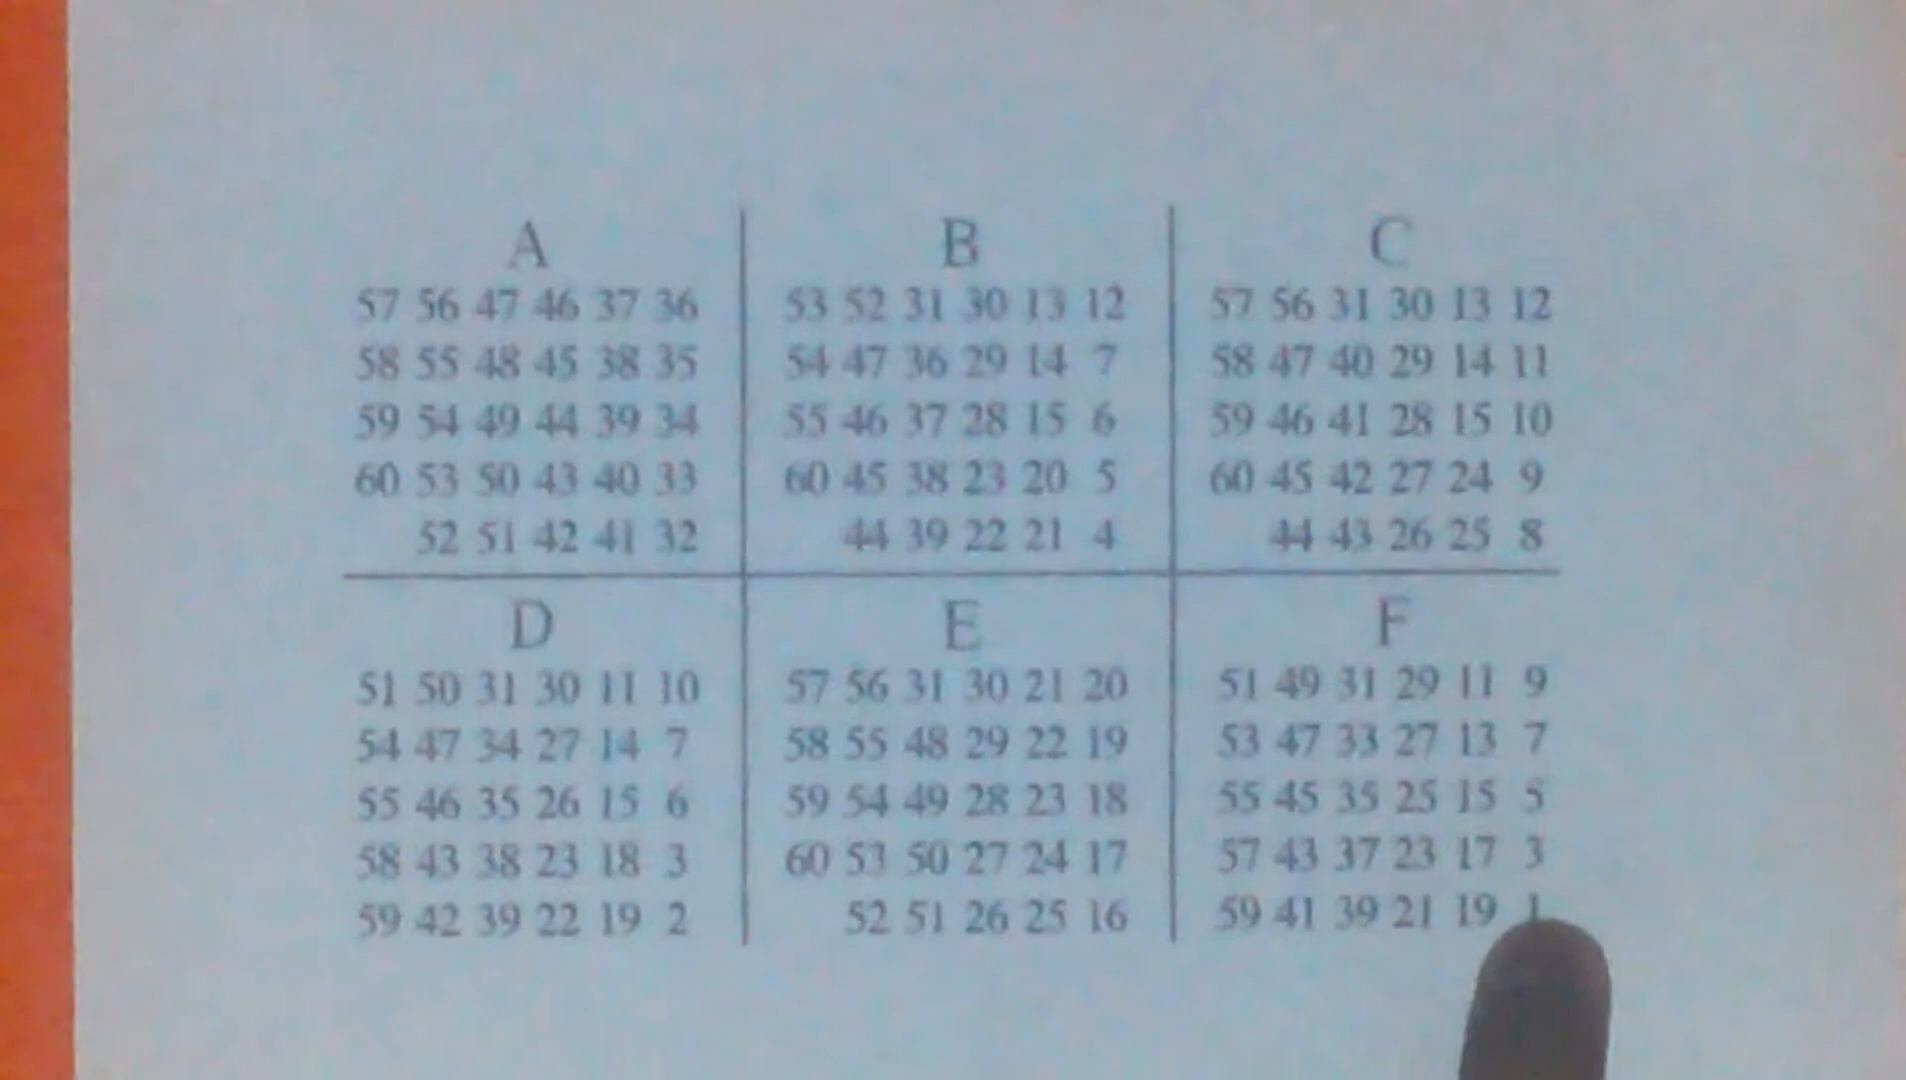 A
57 56 47 46 37 36
58 55 48 45 38 35
59 54 49 44 39 34
60 53 50 43 40 33
52 51 42 41 32
B
53 52 31 30 13 12
54 47 36 29 14 7
55 46 37 28 15 6
60 45 38 23 20 5
44 39 22 21 4
C
57 56 31 30 13 12
58 47 40 29 14 11
59 46 41 28 15 10
60 45 42 27 24 9
44 43 26 25 8
D
51 50 31 30 11 10
54 47 34 27 14 7
55 46 35 26 15 6
58 43 38 23 18 3
59 42 39 22 19 2
E
57 56 31 30 21 20
58 55 48 29 22 19
59 54 49 28 23 18
60 53 50 27 24 17
52 51 26 25 16
F
51 49 31 29 11 9
53 47 33 27 13 7
55 45 35 25 15 5
57 43 37 23 17 3
59 41 39 21 19 1